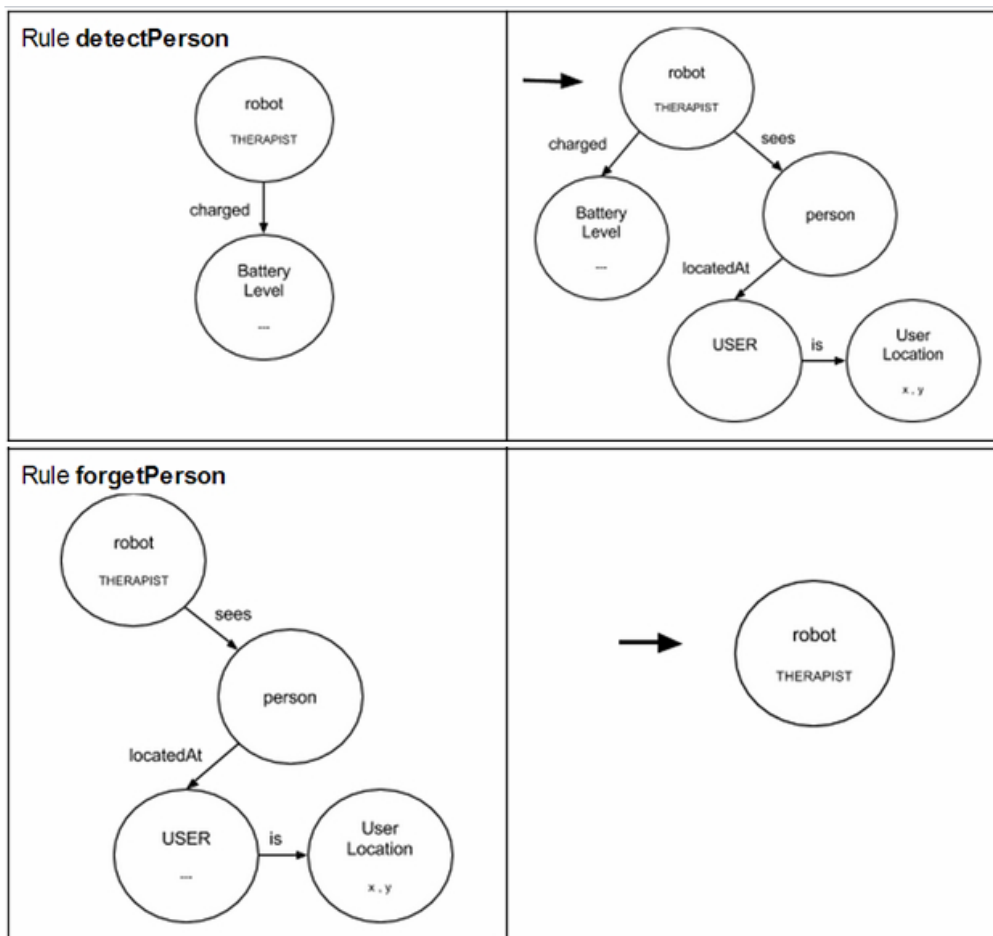 Rule detectPerson
robot
THERAPIST
charged
Battery
Level
...
robot
THERAPIST
charged
sees
Battery
Level
...
person
locatedAt
USER
is
User
Location
x , y
Rule forgetPerson
robot
THERAPIST
sees
person
locatedAt
USER
...
is
User
Location
x , y
robot
THERAPIST